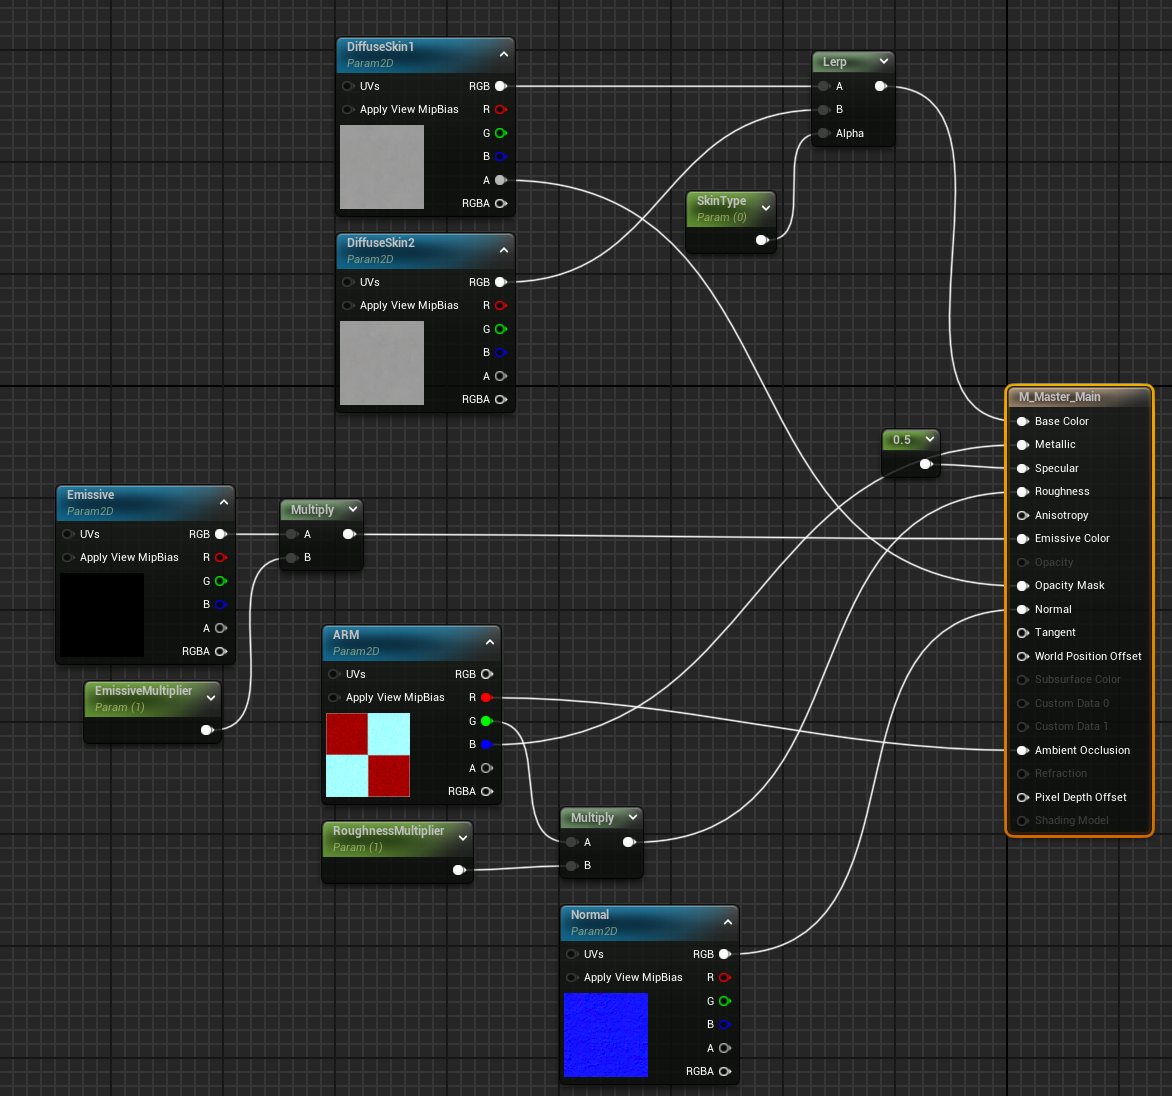 DiffuseSkin1
Param2D
UVs
RGB
Apply View MipBias
R
G
B
A
RGBA
DiffuseSkin2
Param2D
UVs
RGB
Apply View MipBias
R
G
B
A
RGBA
Lerp
A
B
Alpha
SkinType
Param (0)
Emissive
Param2D
UVs
RGB
Apply View MipBias
R
G
B
A
RGBA
Multiply
A
B
EmissiveMultiplier
Param (1)
ARM
Param2D
UVs
RGB
Apply View MipBias
R
G
B
A
RGBA
RoughnessMultiplier
Param (1)
Multiply
A
B
Normal
Param2D
UVs
RGB
Apply View MipBias
R
G
B
A
RGBA
0.5
M_Master_Main
Base Color
Metallic
Specular
Roughness
Anisotropy
Emissive Color
Opacity
Opacity Mask
Normal
Tangent
World Position Offset
Subsurface Color
Custom Data 0
Custom Data 1
Ambient Occlusion
Refraction
Pixel Depth Offset
Shading Model